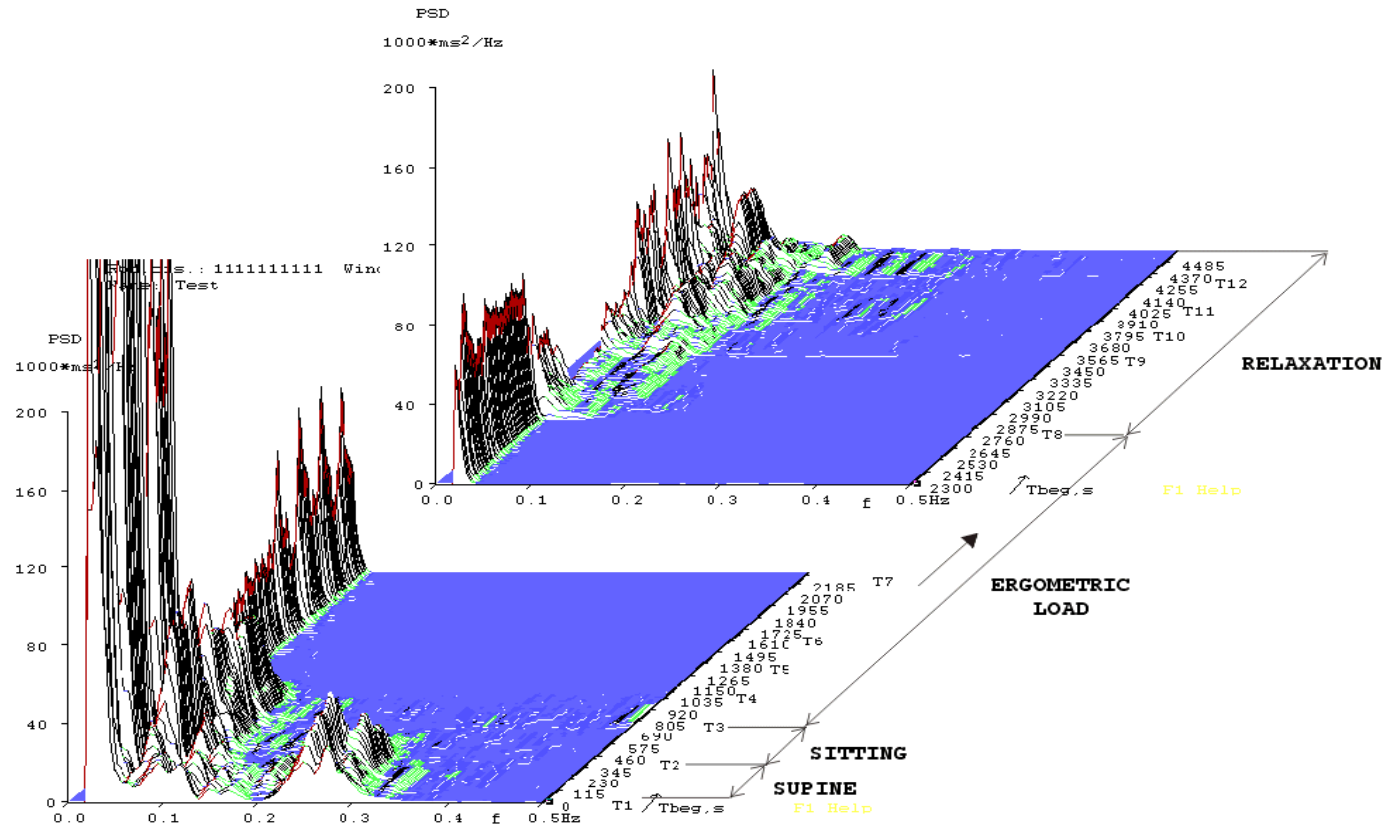 PSD
1000*ms2/Hz
200
160
120
80
40
0
0.0 0.1 0.2 0.3 0.4 f 0.5Hz
2300
2415
2530
2645
2760
2875 T8
2990
3105
3220
3335
3450
3565 T9
3680
3795 T10
3910
4025 T11
4140
4255
4370 T12
4485
Tbeg,s
F1 Help
RELAXATION
.: 1111111111
Test
PSD
200
160
120
80
40
0
0.0 0.1 0.2 0.3 0.4 f 0.5Hz
0
115 T1
230
345
460 T2
575
690
805 T3
920
1035
1150 T4
1265
1380
1495
1610
1725 T6
1840
1955
2070
2185 T7
Tbeg,s
F1 Help
ERGOMETRIC
LOAD
SITTING
SUPINE